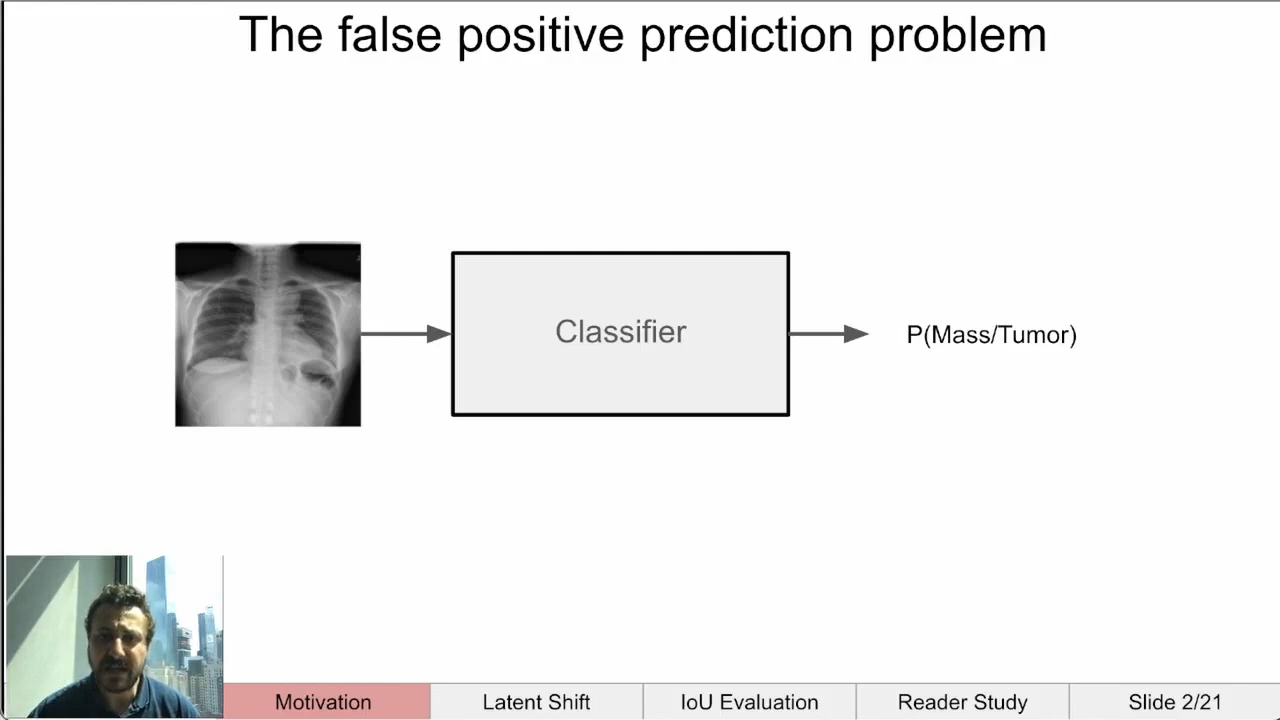 The false positive prediction problem
Classifier
P(Mass/Tumor)
Motivation
Latent Shift
IoU Evaluation
Reader Study
Slide 2/21